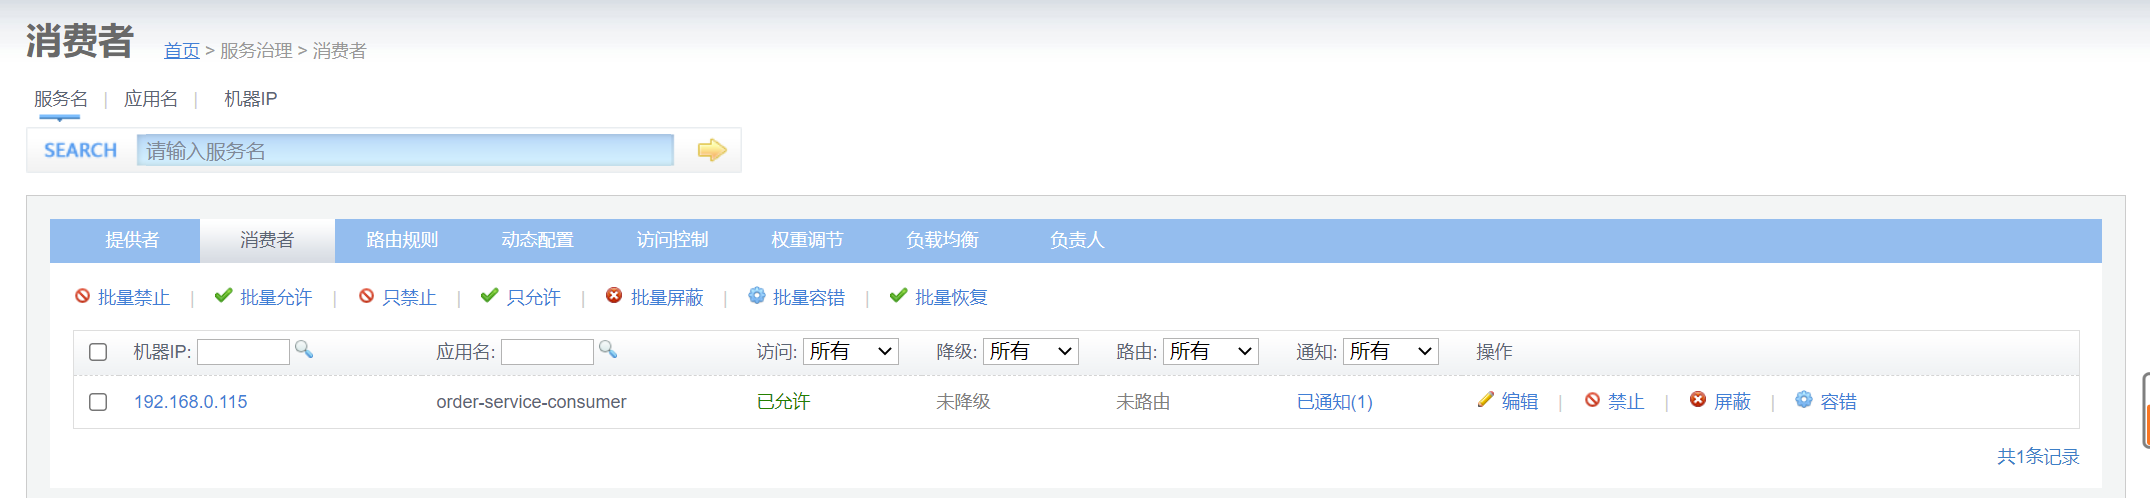 消费者 首页 > 服务治理 > 消费者
服务名 | 应用名 | 机器IP
SEARCH 请输入服务名
提供者 消费者 路由规则 动态配置 访问控制 权重调节 负载均衡 负责人
批量禁止 | 批量允许 | 只禁止 | 只允许 | 批量屏蔽 | 批量容错 | 批量恢复
机器IP: 应用名: 访问: 所有 降级: 所有 路由: 所有 通知: 所有 操作
192.168.0.115 order-service-consumer 已允许 未降级 未路由 已通知(1) 编辑 | 禁止 | 屏蔽 | 容错
共1条记录